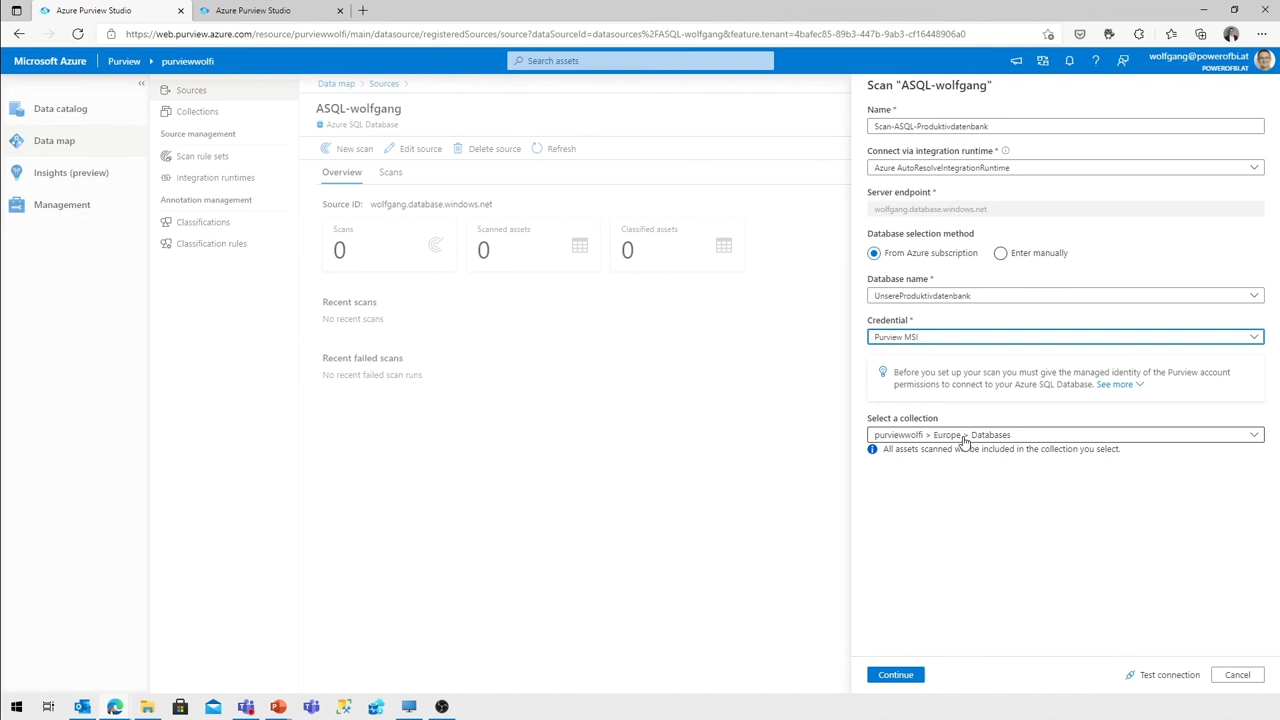 Azure Purview Studio
Azure Purview Studio
https://web.purview.azure.com/resource/purviewwolfi/main/datasource/registeredSources/source?dataSourceId=datasources%2FASQL-wolfgang&feature.tenant=4bafec85-89b3-447b-9ab3-cf16448906a0
Microsoft Azure
Purview
purviewwolfi
Search assets
wolfgang@powerofbi.at
POWEROFBI.AT
Data catalog
Data map
Insights (preview)
Management
Sources
Collections
Source management
Scan rule sets
Integration runtimes
Annotation management
Classifications
Classification rules
Data map > Sources >
ASQL-wolfgang
Azure SQL Database
New scan
Edit source
Delete source
Refresh
Overview
Scans
Source ID: wolfgang.database.windows.net
Scans
0
Scanned assets
0
Classified assets
0
Recent scans
No recent scans
Recent failed scans
No recent failed scan runs
Scan "ASQL-wolfgang"
Name *
Scan-ASQL-Produktivdatenbank
Connect via integration runtime *
Azure AutoResolveIntegrationRuntime
Server endpoint *
wolfgang.database.windows.net
Database selection method
From Azure subscription
Enter manually
Database name *
UnsereProduktivdatenbank
Credential *
Purview MSI
Before you set up your scan you must give the managed identity of the Purview account
permissions to connect to your Azure SQL Database. See more
Select a collection
purviewwolfi > Europe > Databases
All assets scanned will be included in the collection you select.
Continue
Test connection
Cancel